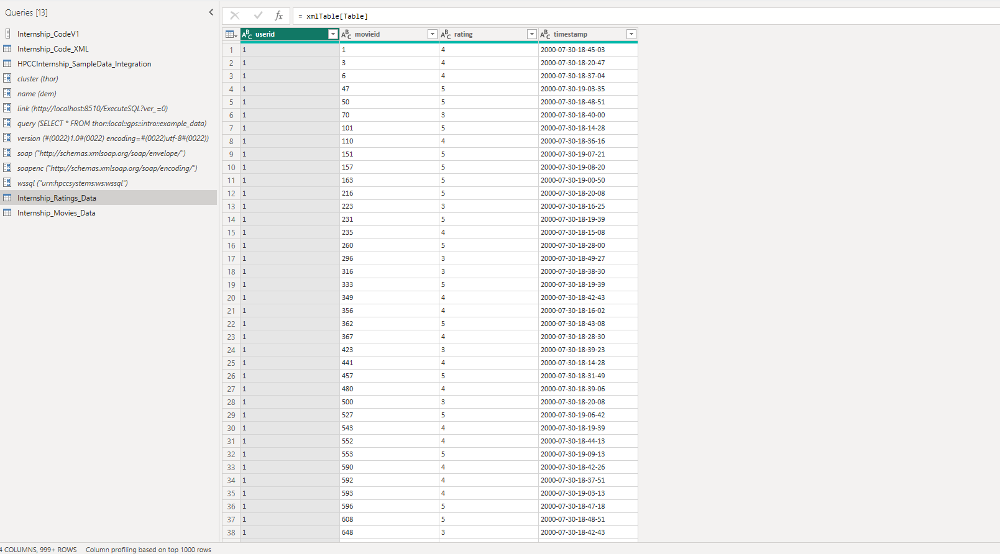 Queries [13]
Internship_CodeV1
Internship_Code_XML
HPCCInternship_SampleData_Integration
cluster (thor)
name (dem)
link (http://localhost:8510/ExecuteSQL?ver_=0)
query (SELECT * FROM thor::local::gps::intro::example_data)
version (#(0022)1.0#(0022) encoding=#(0022)utf-8#(0022))
soap ("http://schemas.xmlsoap.org/soap/envelope/")
soapenc ("http://schemas.xmlsoap.org/soap/encoding/")
wssql ("urn:hpccsystems:ws:wssql")
Internship_Ratings_Data
Internship_Movies_Data
fx = xmlTable[Table]
ABC userid ABC movieid ABC rating ABC timestamp
1 1 1 4 2000-07-30-18-45-03
2 1 3 4 2000-07-30-18-20-47
3 1 6 4 2000-07-30-18-37-04
4 1 47 5 2000-07-30-19-03-35
5 1 50 5 2000-07-30-18-48-51
6 1 70 3 2000-07-30-18-40-00
7 1 101 5 2000-07-30-18-14-28
8 1 110 4 2000-07-30-18-36-16
9 1 151 5 2000-07-30-19-07-21
10 1 157 5 2000-07-30-19-08-20
11 1 163 5 2000-07-30-19-00-50
12 1 216 5 2000-07-30-18-20-08
13 1 223 3 2000-07-30-18-16-25
14 1 231 5 2000-07-30-18-19-39
15 1 235 4 2000-07-30-18-15-08
16 1 260 5 2000-07-30-18-28-00
17 1 296 3 2000-07-30-18-49-27
18 1 316 3 2000-07-30-18-38-30
19 1 333 5 2000-07-30-18-19-39
20 1 349 4 2000-07-30-18-42-43
21 1 356 4 2000-07-30-18-16-02
22 1 362 5 2000-07-30-18-43-08
23 1 367 4 2000-07-30-18-28-30
24 1 423 3 2000-07-30-18-39-23
25 1 441 4 2000-07-30-18-14-28
26 1 457 5 2000-07-30-18-31-49
27 1 480 4 2000-07-30-18-39-06
28 1 500 3 2000-07-30-18-20-08
29 1 527 5 2000-07-30-19-06-42
30 1 543 4 2000-07-30-18-19-39
31 1 552 4 2000-07-30-18-44-13
32 1 553 5 2000-07-30-19-09-13
33 1 590 4 2000-07-30-18-42-26
34 1 592 4 2000-07-30-18-37-51
35 1 593 4 2000-07-30-19-03-13
36 1 596 5 2000-07-30-18-47-18
37 1 608 5 2000-07-30-18-48-51
38 1 648 3 2000-07-30-18-42-43
4 COLUMNS, 999+ ROWS Column profiling based on top 1000 rows